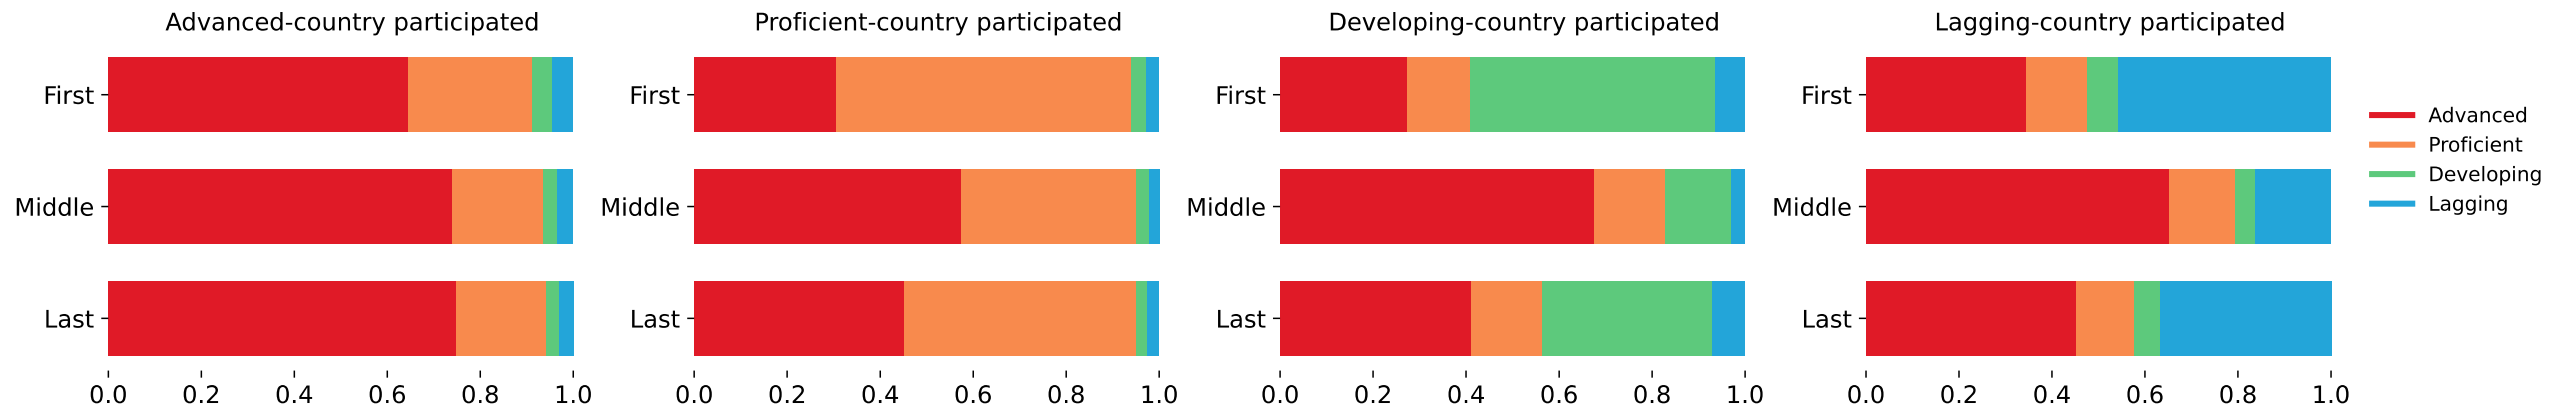 Advanced-country participated
First
Middle
Last
0.0 0.2 0.4 0.6 0.8 1.0
Proficient-country participated
First
Middle
Last
0.0 0.2 0.4 0.6 0.8 1.0
Developing-country participated
First
Middle
Last
0.0 0.2 0.4 0.6 0.8 1.0
Lagging-country participated
First
Middle
Last
0.0 0.2 0.4 0.6 0.8 1.0
Advanced
Proficient
Developing
Lagging